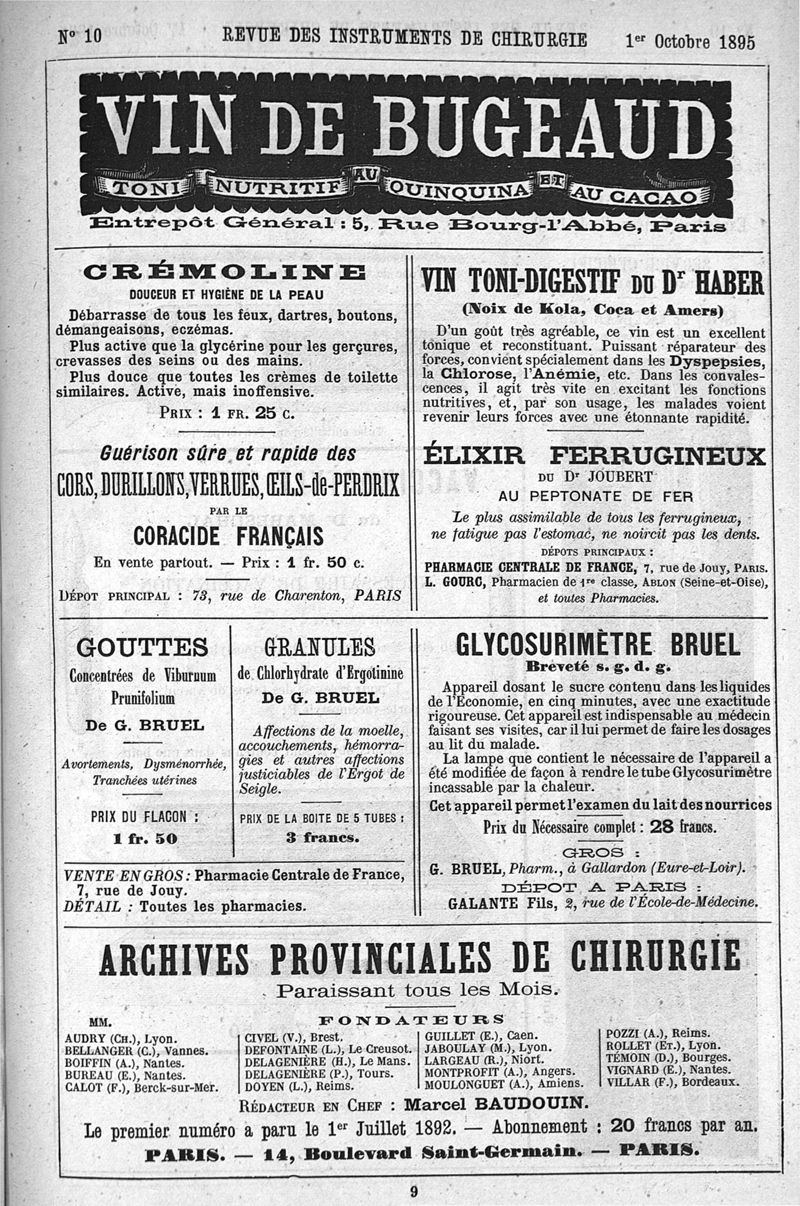 N° 10 REVUE DES INSTRUMENTS DE CHIRURGIE 1er Octobre 1895
VIN DE BUGEAUD
TONI NUTRITIF AU QUINQUINA ET AU CACAO
Entrepôt Général : 5, Rue Bourg-l'Abbé, Paris
CRÉMOLINE
DOUCEUR ET HYGIÈNE DE LA PEAU
Débarrasse de tous les feux, dartres, boutons,
démangeaisons, eczémas.
Plus active que la glycérine pour les gerçures,
crevasses des seins ou des mains.
Plus douce que toutes les crèmes de toilette
similaires. Active, mais inoffensive.
PRIX : 1 FR. 25 C.
Guérison sûre et rapide des
CORS, DURILLONS, VERRUES, ŒILS-de-PERDRIX
PAR LE
CORACIDE FRANÇAIS
En vente partout. — Prix : 1 fr. 50 c.
DÉPOT PRINCIPAL : 73, rue de Charenton, PARIS
VIN TONI-DIGESTIF DU Dr HABER
(Noix de Kola, Coca et Amers)
D'un goût très agréable, ce vin est un excellent
tonique et reconstituant. Puissant réparateur des
forces, convient spécialement dans les Dyspepsies,
la Chlorose, l'Anémie, etc. Dans les convales-
cences, il agit très vite en excitant les fonctions
nutritives, et, par son usage, les malades voient
revenir leurs forces avec une étonnante rapidité.
ÉLIXIR FERRUGINEUX
DU Dr JOUBERT
AU PEPTONATE DE FER
Le plus assimilable de tous les ferrugineux,
ne fatigue pas l'estomac, ne noircit pas les dents.
DÉPOTS PRINCIPAUX :
PHARMACIE CENTRALE DE FRANCE, 7, rue de Jouy, PARIS.
L. GOURC, Pharmacien de 1re classe, ABLON (Seine-et-Oise),
et toutes Pharmacies.
GOUTTES
Concentrées de Viburnum
Prunifolium
De G. BRUEL
Avortements, Dysménorrhée,
Tranchées utérines
PRIX DU FLACON :
1 fr. 50
GRANULES
de Chlorhydrate d'Ergotinine
De G. BRUEL
Affections de la moelle,
accouchements, hémorra-
gies et autres affections
justiciables de l'Ergot de
Seigle.
PRIX DE LA BOITE DE 5 TUBES :
3 francs.
VENTE EN GROS : Pharmacie Centrale de France,
7, rue de Jouy.
DÉTAIL : Toutes les pharmacies.
GLYCOSURIMÈTRE BRUEL
Breveté s. g. d. g.
Appareil dosant le sucre contenu dans les liquides
de l'Économie, en cinq minutes, avec une exactitude
rigoureuse. Cet appareil est indispensable au médecin
faisant ses visites, car il lui permet de faire les dosages
au lit du malade.
La lampe que contient le nécessaire de l'appareil a
été modifiée de façon à rendre le tube Glycosurimètre
incassable par la chaleur.
Cet appareil permet l'examen du lait des nourrices
Prix du Nécessaire complet : 28 francs.
GROS :
G. BRUEL, Pharm., à Gallardon (Eure-et-Loir).
DÉPOT A PARIS :
GALANTE Fils, 2, rue de l'École-de-Médecine.
ARCHIVES PROVINCIALES DE CHIRURGIE
Paraissant tous les Mois.
FONDATEURS
MM.
AUDRY (CH.), Lyon.
BELLANGER (C.), Vannes.
BOIFFIN (A.), Nantes.
BUREAU (E.), Nantes.
CALOT (F.), Berck-sur-Mer.
CIVEL (V.), Brest.
DEFONTAINE (L.), Le Creusot.
DELAGENIÈRE (H.), Le Mans.
DELAGENIÈRE (P.), Tours.
DOYEN (L.), Reims.
GUILLET (E.), Caen.
JABOULAY (M.), Lyon.
LARGEAU (R.), Niort.
MONTPROFIT (A.), Angers.
MOULONGUET (A.), Amiens.
POZZI (A.), Reims.
ROLLET (ET.), Lyon.
TÉMOIN (D.), Bourges.
VIGNARD (E.), Nantes.
VILLAR (F.), Bordeaux.
RÉDACTEUR EN CHEF : Marcel BAUDOUIN.
Le premier numéro a paru le 1er Juillet 1892. — Abonnement : 20 francs par an.
PARIS. — 14, Boulevard Saint-Germain. — PARIS.
9